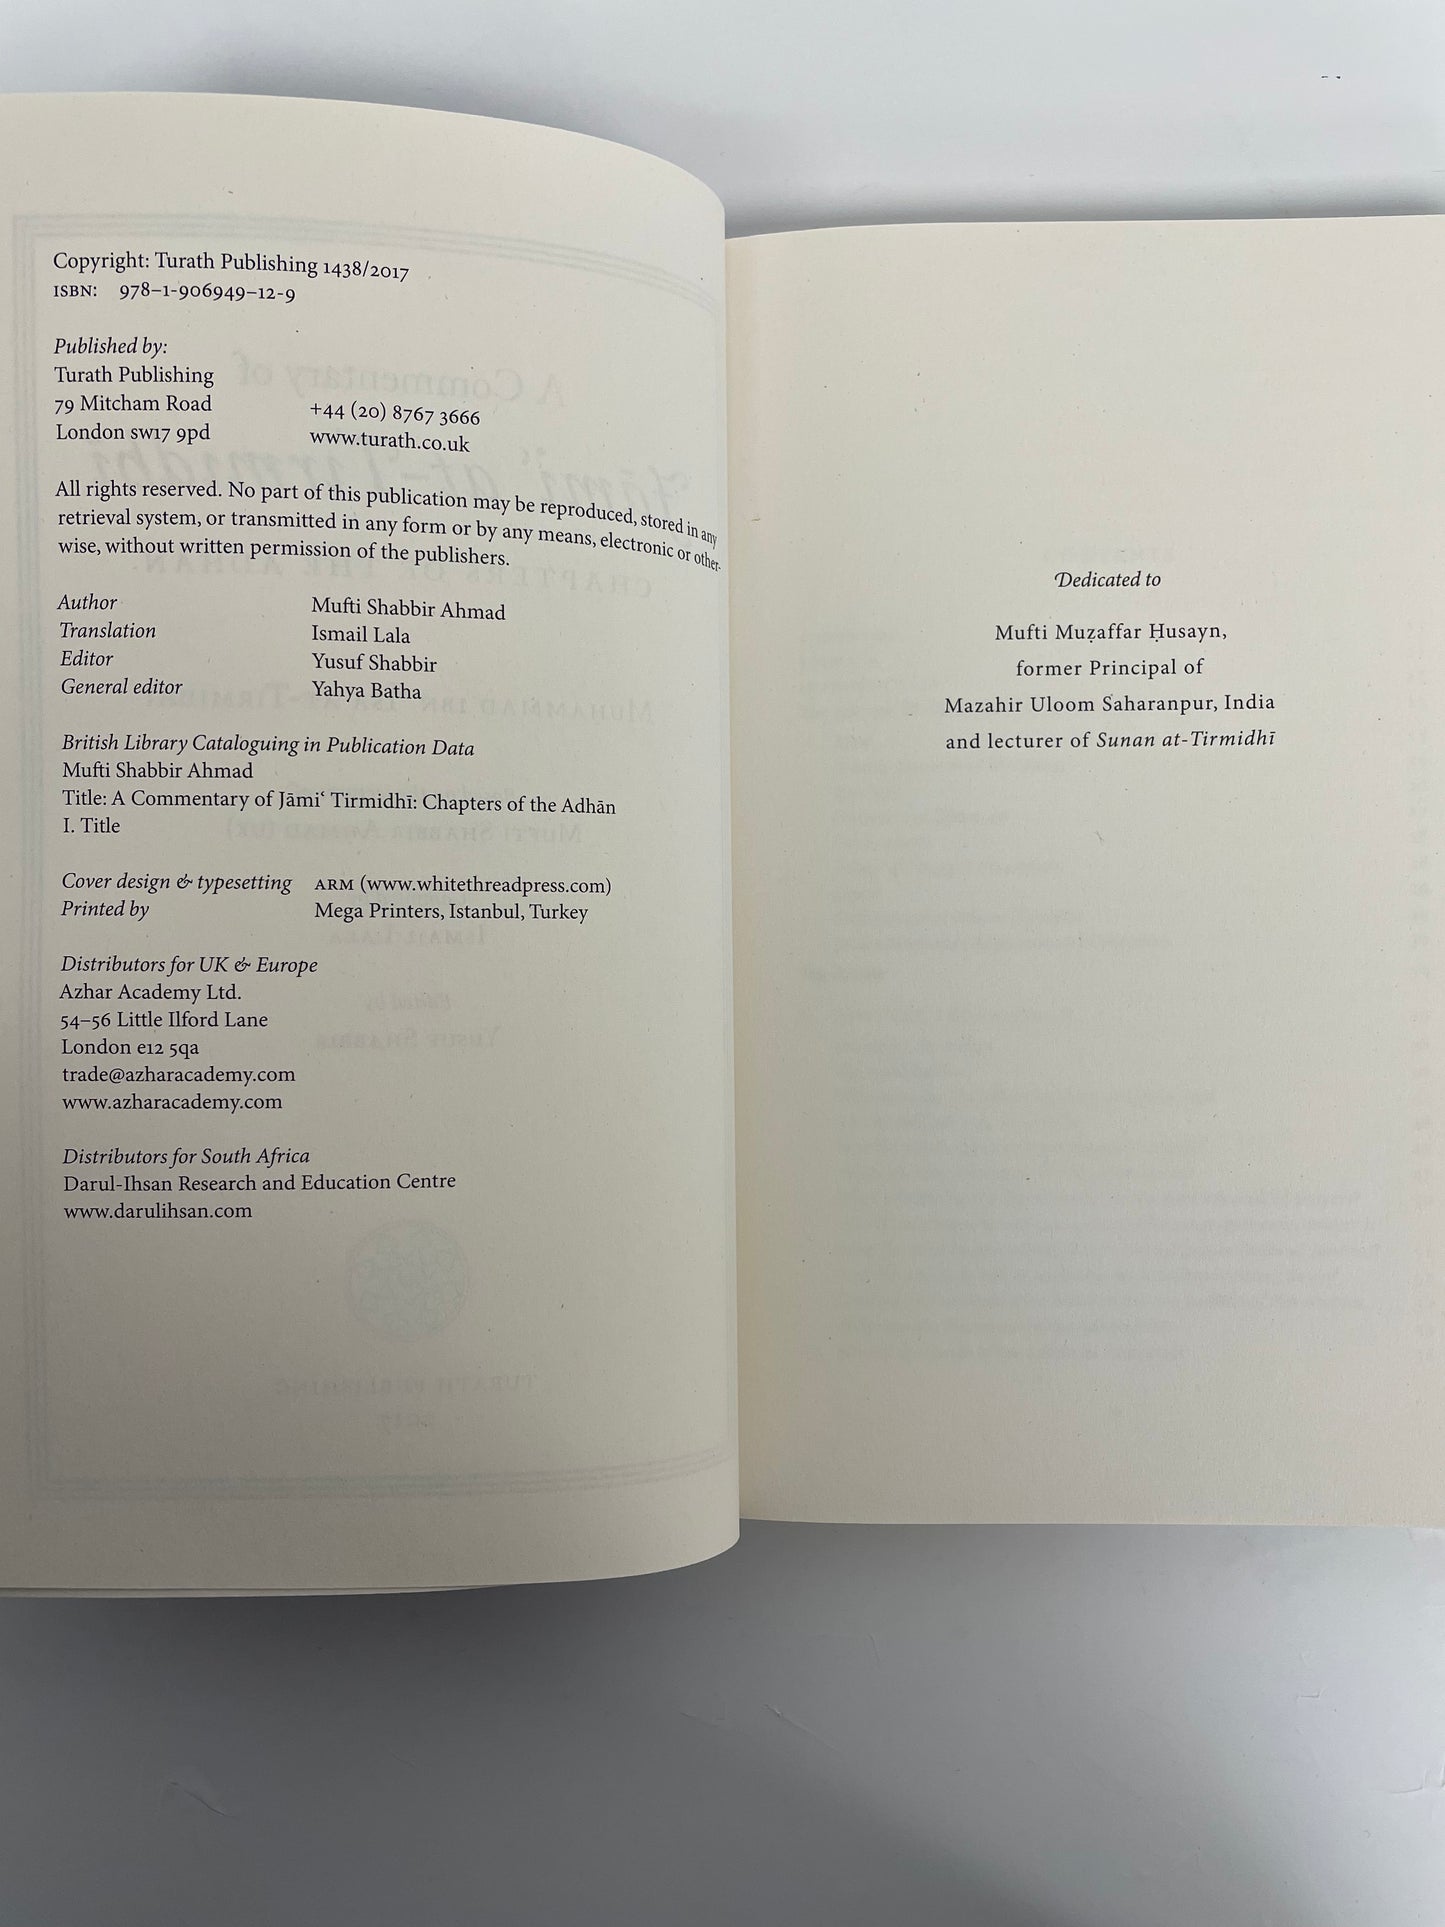 Copyright: Turath Publishing 1438/2017
ISBN: 978–1-906949–12-9
Published by:
Turath Publishing
79 Mitcham Road +44 (20) 8767 3666
London sw17 9pd www.turath.co.uk
All rights reserved. No part of this publication may be reproduced, stored in any
retrieval system, or transmitted in any form or by any means, electronic or other-
wise, without written permission of the publishers.
Author Mufti Shabbir Ahmad
Translation Ismail Lala
Editor Yusuf Shabbir
General editor Yahya Batha
British Library Cataloguing in Publication Data
Mufti Shabbir Ahmad
Title: A Commentary of Jāmiʿ Tirmidhī: Chapters of the Adhān
I. Title
Cover design & typesetting ARM (www.whitethreadpress.com)
Printed by Mega Printers, Istanbul, Turkey
Distributors for UK & Europe
Azhar Academy Ltd.
54–56 Little Ilford Lane
London e12 5qa
trade@azharacademy.com
www.azharacademy.com
Distributors for South Africa
Darul-Ihsan Research and Education Centre
www.darulihsan.com
Dedicated to
Mufti Muẓaffar Ḥusayn,
former Principal of
Mazahir Uloom Saharanpur, India
and lecturer of Sunan at-Tirmidhī